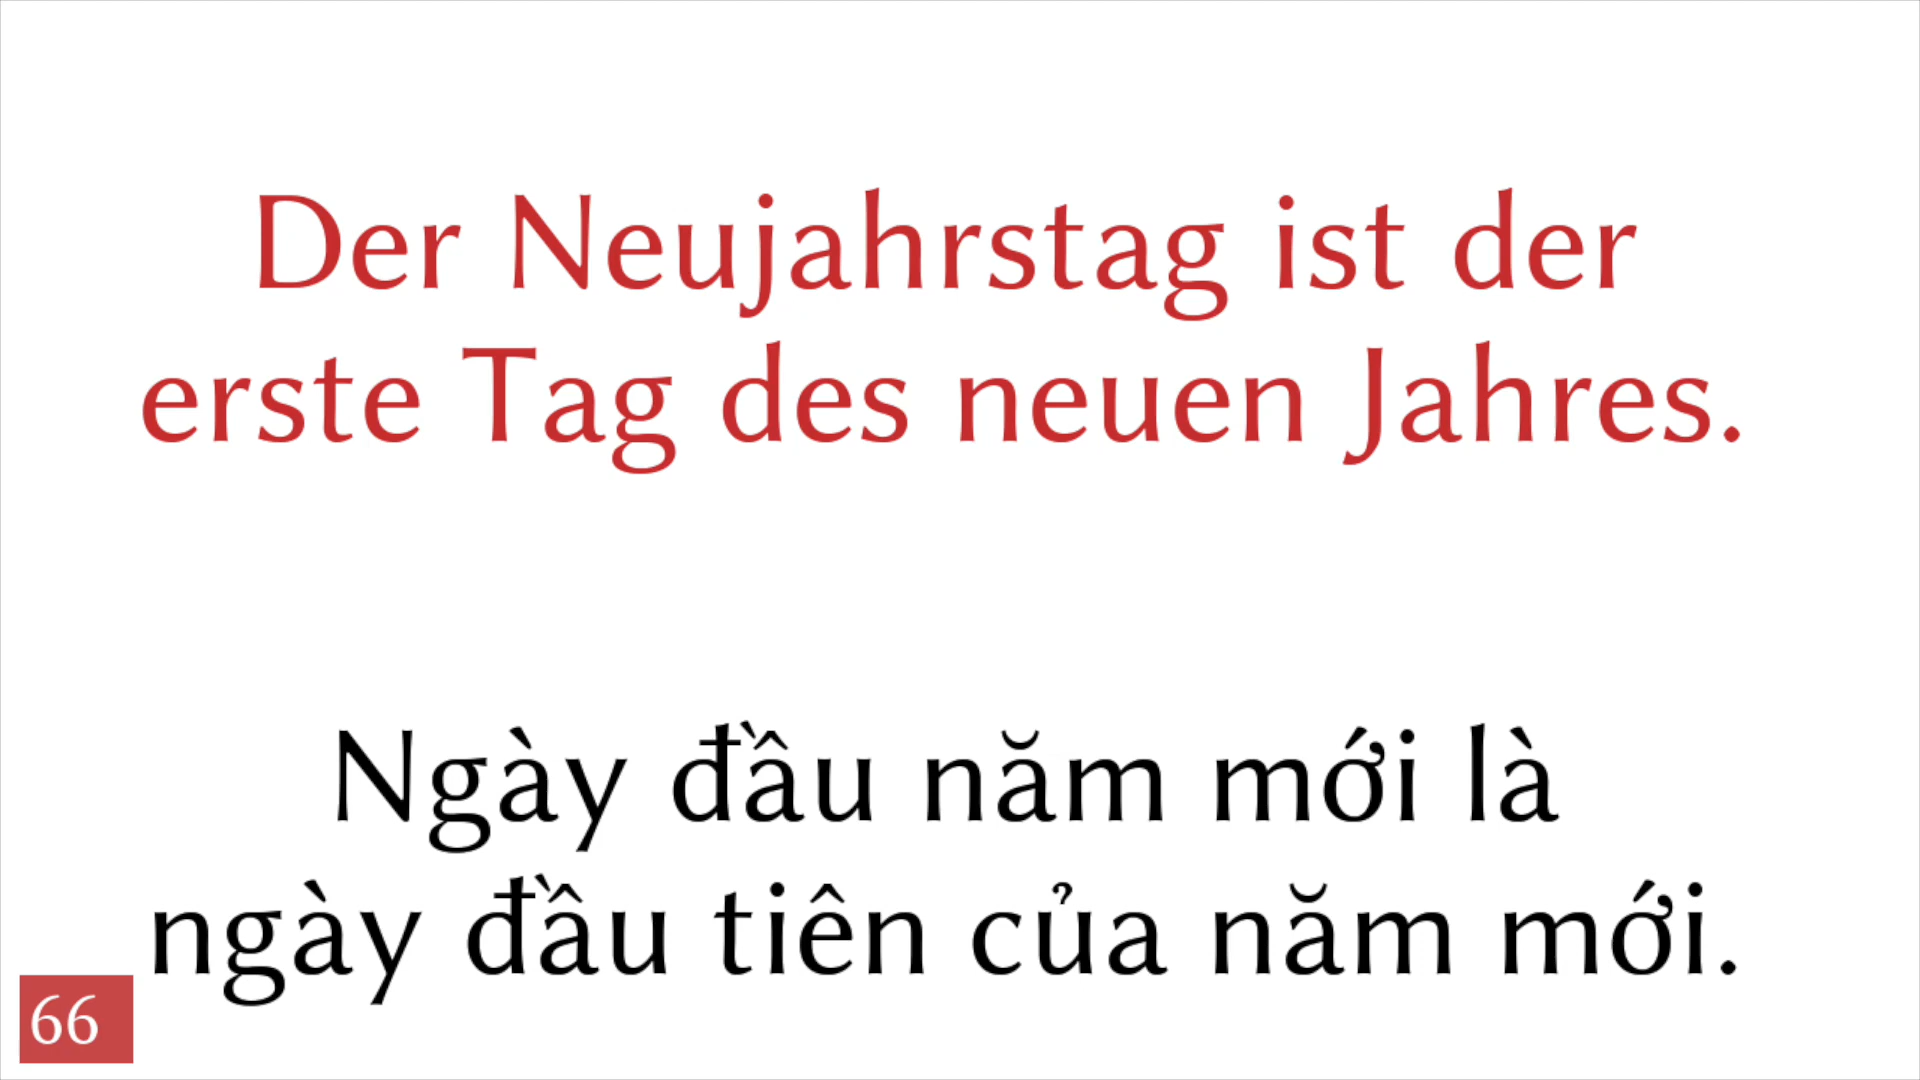 Der Neujahrstag ist der
erste Tag des neuen Jahres.
Ngày đầu năm mới là
ngày đầu tiên của năm mới.
66